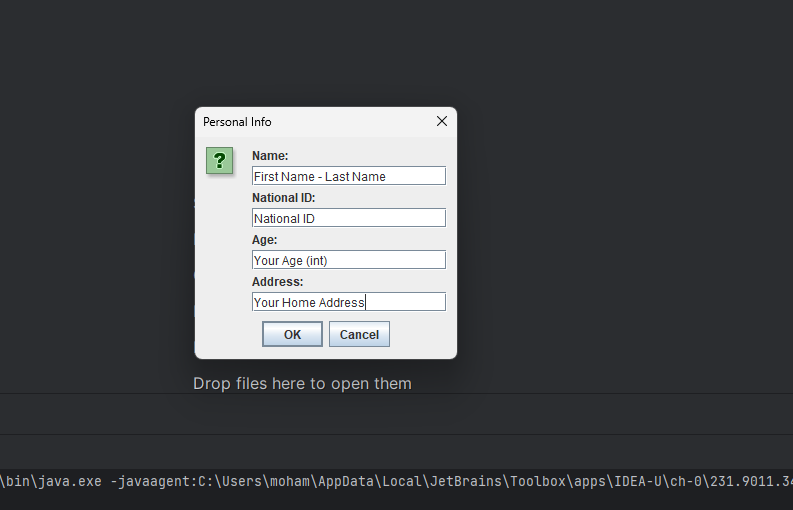 Personal Info
?
Name:
First Name - Last Name
National ID:
National ID
Age:
Your Age (int)
Address:
Your Home Address
OK
Cancel
Drop files here to open them
\bin\java.exe -javaagent:C:\Users\moham\AppData\Local\JetBrains\Toolbox\apps\IDEA-U\ch-0\231.9011.34